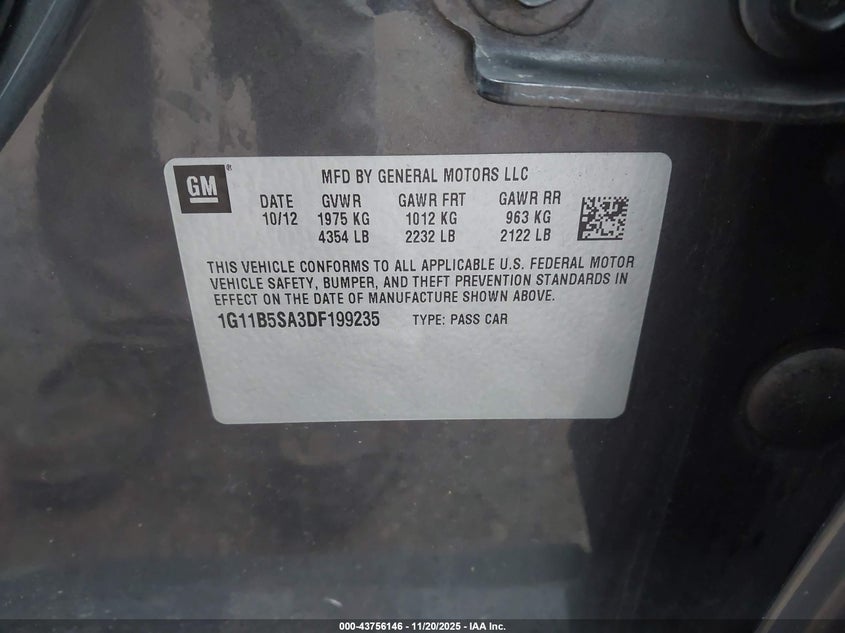 GM®
MFD BY GENERAL MOTORS LLC
DATE GVWR GAWR FRT GAWR RR
10/12 1975 KG 1012 KG 963 KG
4354 LB 2232 LB 2122 LB
THIS VEHICLE CONFORMS TO ALL APPLICABLE U.S. FEDERAL MOTOR
VEHICLE SAFETY, BUMPER, AND THEFT PREVENTION STANDARDS IN
EFFECT ON THE DATE OF MANUFACTURE SHOWN ABOVE.
1G11B5SA3DF199235 TYPE: PASS CAR
000-43756146 - 11/20/2025 - IAA Inc.